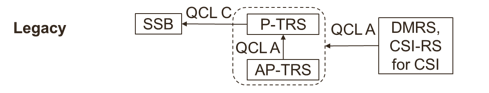 Legacy
SSB
QCL C
P-TRS
QCL A
AP-TRS
QCL A
DMRS,
CSI-RS
for CSI